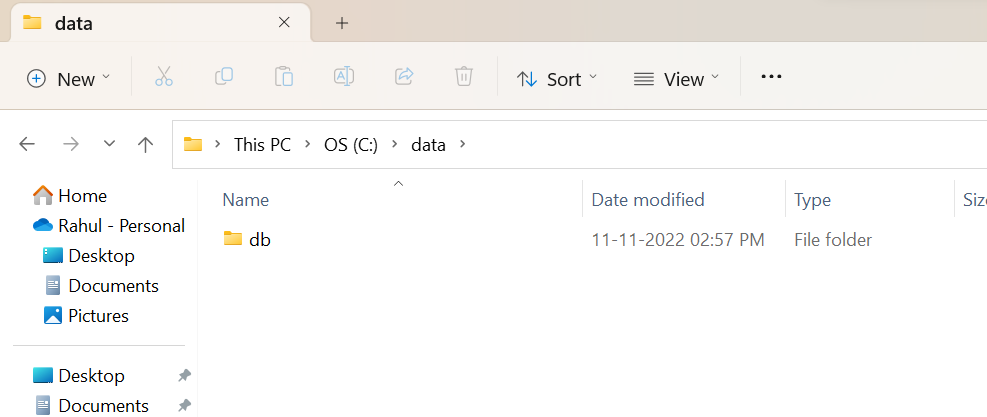 data
New Sort View
This PC OS (C:) data
Name Date modified Type
db 11-11-2022 02:57 PM File folder
Home
Rahul - Personal
Desktop
Documents
Pictures
Desktop
Documents